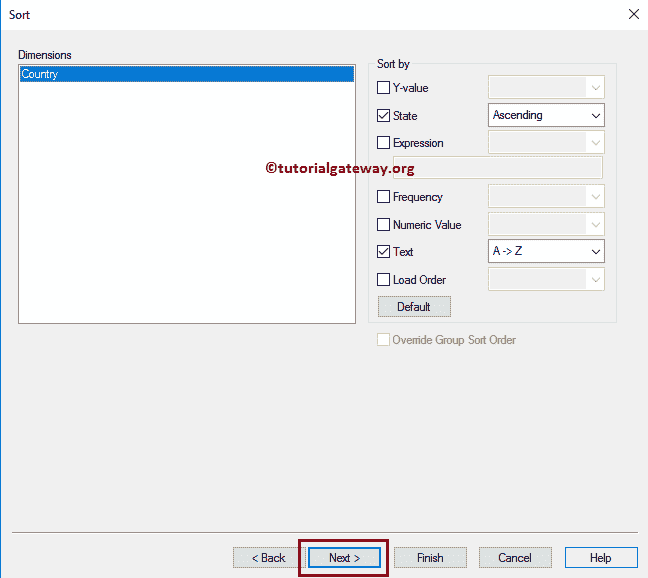 Sort
Dimensions
Country
Sort by
Y-value
State Ascending
Expression
©tutorialgateway.org
Frequency
Numeric Value
Text A -> Z
Load Order
Default
Override Group Sort Order
< Back Next > Finish Cancel Help